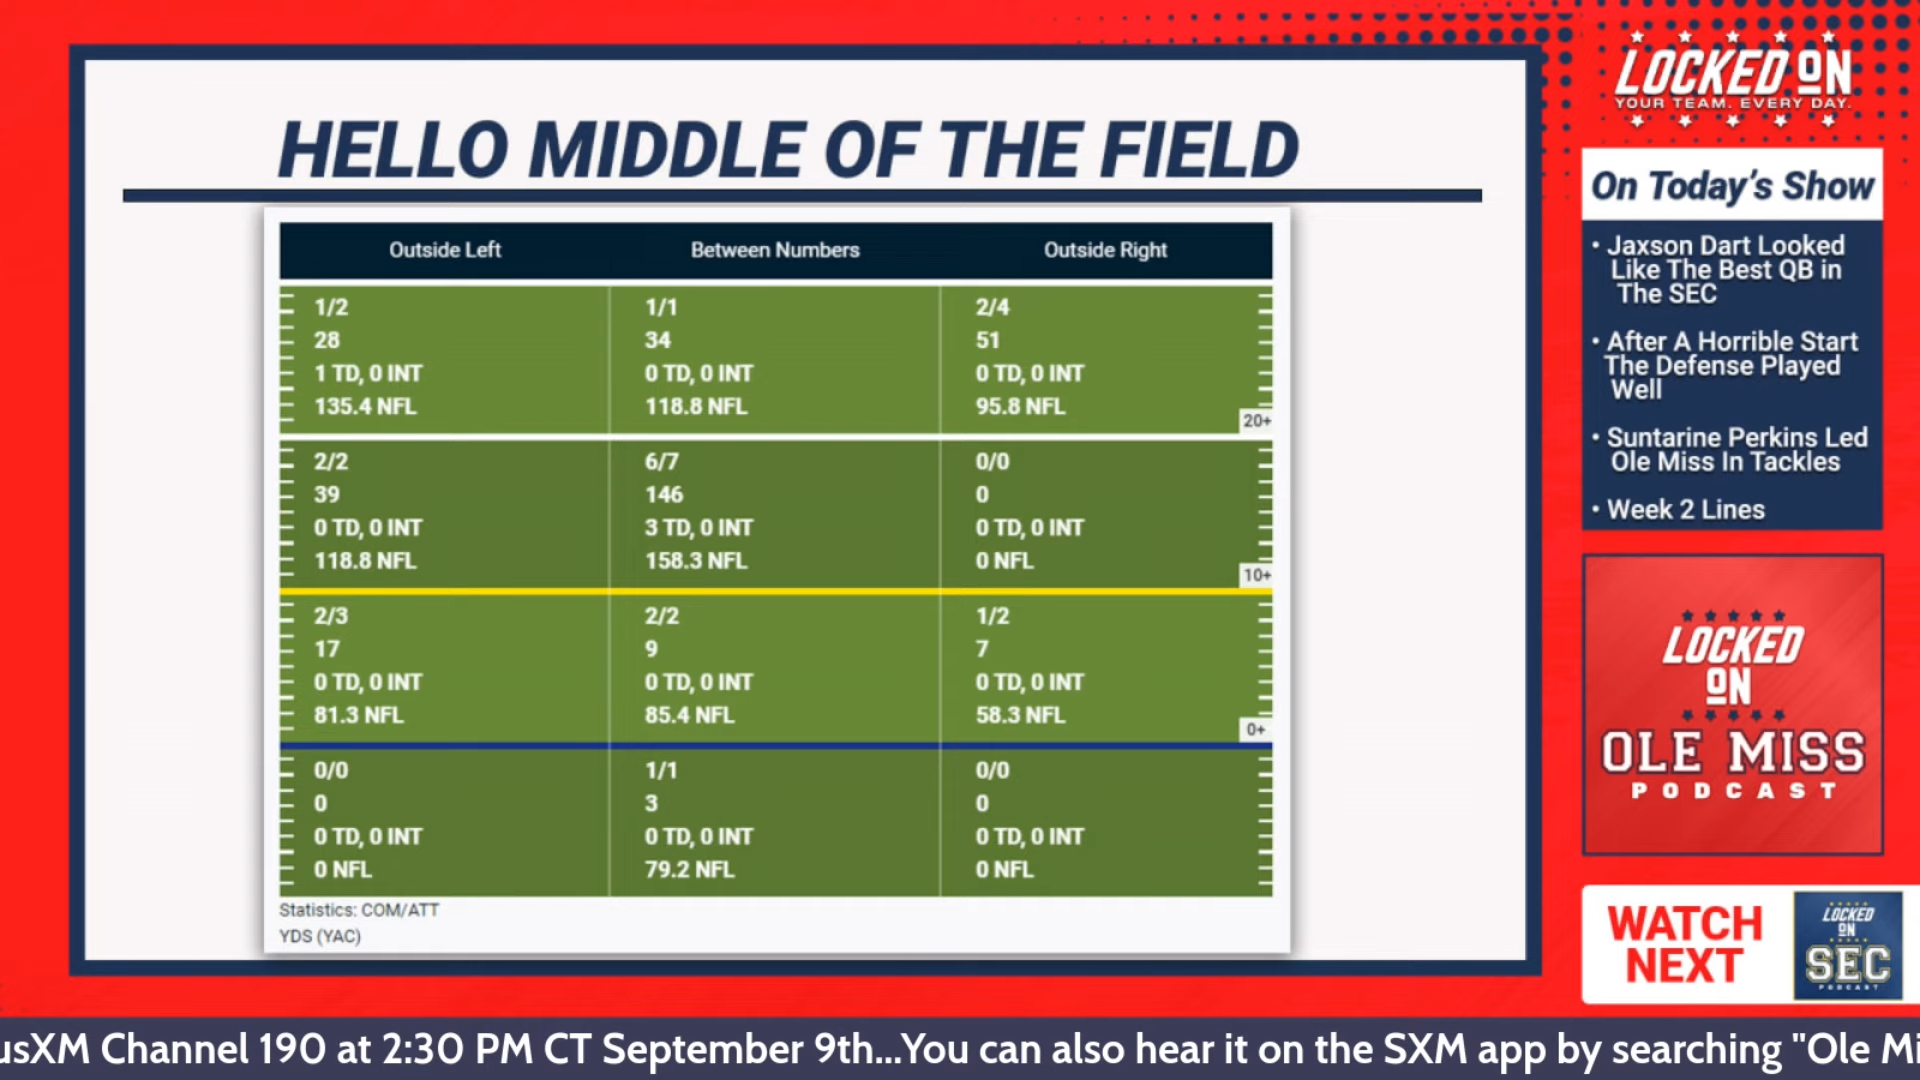 HELLO MIDDLE OF THE FIELD
Outside Left
Between Numbers
Outside Right
1/2
28
1 TD, 0 INT
135.4 NFL
1/1
34
0 TD, 0 INT
118.8 NFL
2/4
51
0 TD, 0 INT
95.8 NFL
20+
2/2
39
0 TD, 0 INT
118.8 NFL
6/7
146
3 TD, 0 INT
158.3 NFL
0/0
0
0 TD, 0 INT
0 NFL
10+
2/3
17
0 TD, 0 INT
81.3 NFL
2/2
9
0 TD, 0 INT
85.4 NFL
1/2
7
0 TD, 0 INT
58.3 NFL
0+
0/0
0
0 TD, 0 INT
0 NFL
1/1
3
0 TD, 0 INT
79.2 NFL
0/0
0
0 TD, 0 INT
0 NFL
Statistics: COM/ATT
YDS (YAC)
LOCKED ON
YOUR TEAM. EVERY DAY.
On Today's Show
• Jaxson Dart Looked
Like The Best QB in
The SEC
• After A Horrible Start
The Defense Played
Well
• Suntarine Perkins Led
Ole Miss In Tackles
• Week 2 Lines
LOCKED
ON
OLE MISS
PODCAST
WATCH
NEXT
LOCKED
ON
SEC
PODCAST
usXM Channel 190 at 2:30 PM CT September 9th...You can also hear it on the SXM app by searching "Ole Mi